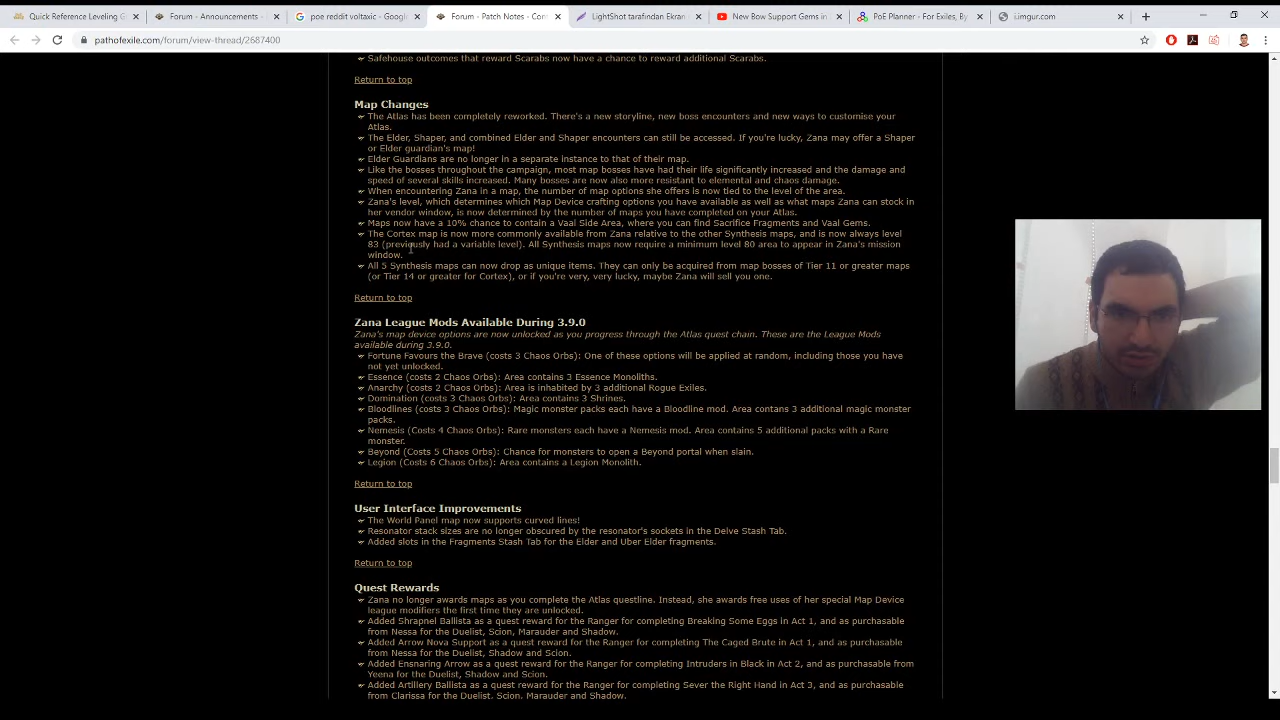 Quick Reference Leveling G
Forum - Announcements -
poe reddit voltaxic - Google
Forum - Patch Notes - Con
LightShot tarafından Ekran
New Bow Support Gems in
PoE Planner - For Exiles, By
i.imgur.com
pathofexile.com/forum/view-thread/2687400
Safehouse outcomes that reward Scarabs now have a chance to reward additional Scarabs.
Return to top
Map Changes
The Atlas has been completely reworked. There's a new storyline, new boss encounters and new ways to customise your
Atlas.
The Elder, Shaper, and combined Elder and Shaper encounters can still be accessed. If you're lucky, Zana may offer a Shaper
or Elder guardian's map!
Elder Guardians are no longer in a separate instance to that of their map.
Like the bosses throughout the campaign, most map bosses have had their life significantly increased and the damage and
speed of several skills increased. Many bosses are now also more resistant to elemental and chaos damage.
When encountering Zana in a map, the number of map options she offers is now tied to the level of the area.
Zana's level, which determines which Map Device crafting options you have available as well as what maps Zana can stock in
her vendor window, is now determined by the number of maps you have completed on your Atlas.
Maps now have a 10% chance to contain a Vaal Side Area, where you can find Sacrifice Fragments and Vaal Gems.
The Cortex map is now more commonly available from Zana relative to the other Synthesis maps, and is now always level
83 (previously had a variable level). All Synthesis maps now require a minimum level 80 area to appear in Zana's mission
window.
All 5 Synthesis maps can now drop as unique items. They can only be acquired from map bosses of Tier 11 or greater maps
(or Tier 14 or greater for Cortex), or if you're very, very lucky, maybe Zana will sell you one.
Return to top
Zana League Mods Available During 3.9.0
Zana's map device options are now unlocked as you progress through the Atlas quest chain. These are the League Mods
available during 3.9.0.
Fortune Favours the Brave (costs 3 Chaos Orbs): One of these options will be applied at random, including those you have
not yet unlocked.
Essence (costs 2 Chaos Orbs): Area contains 3 Essence Monoliths.
Anarchy (costs 2 Chaos Orbs): Area is inhabited by 3 additional Rogue Exiles.
Domination (costs 3 Chaos Orbs): Area contains 3 Shrines.
Bloodlines (costs 3 Chaos Orbs): Magic monster packs each have a Bloodline mod. Area contans 3 additional magic monster
packs.
Nemesis (Costs 4 Chaos Orbs): Rare monsters each have a Nemesis mod. Area contains 5 additional packs with a Rare
monster.
Beyond (Costs 5 Chaos Orbs): Chance for monsters to open a Beyond portal when slain.
Legion (Costs 6 Chaos Orbs): Area contains a Legion Monolith.
Return to top
User Interface Improvements
The World Panel map now supports curved lines!
Resonator stack sizes are no longer obscured by the resonator's sockets in the Delve Stash Tab.
Added slots in the Fragments Stash Tab for the Elder and Uber Elder fragments.
Return to top
Quest Rewards
Zana no longer awards maps as you complete the Atlas questline. Instead, she awards free uses of her special Map Device
league modifiers the first time they are unlocked.
Added Shrapnel Ballista as a quest reward for the Ranger for completing Breaking Some Eggs in Act 1, and as purchasable
from Nessa for the Duelist, Scion, Marauder and Shadow.
Added Arrow Nova Support as a quest reward for the Ranger for completing The Caged Brute in Act 1, and as purchasable
from Nessa for the Duelist, Shadow and Scion.
Added Ensnaring Arrow as a quest reward for the Ranger for completing Intruders in Black in Act 2, and as purchasable from
Yeena for the Duelist, Shadow and Scion.
Added Artillery Ballista as a quest reward for the Ranger for completing Sever the Right Hand in Act 3, and as purchasable
from Clarissa for the Duelist, Scion, Marauder and Shadow.